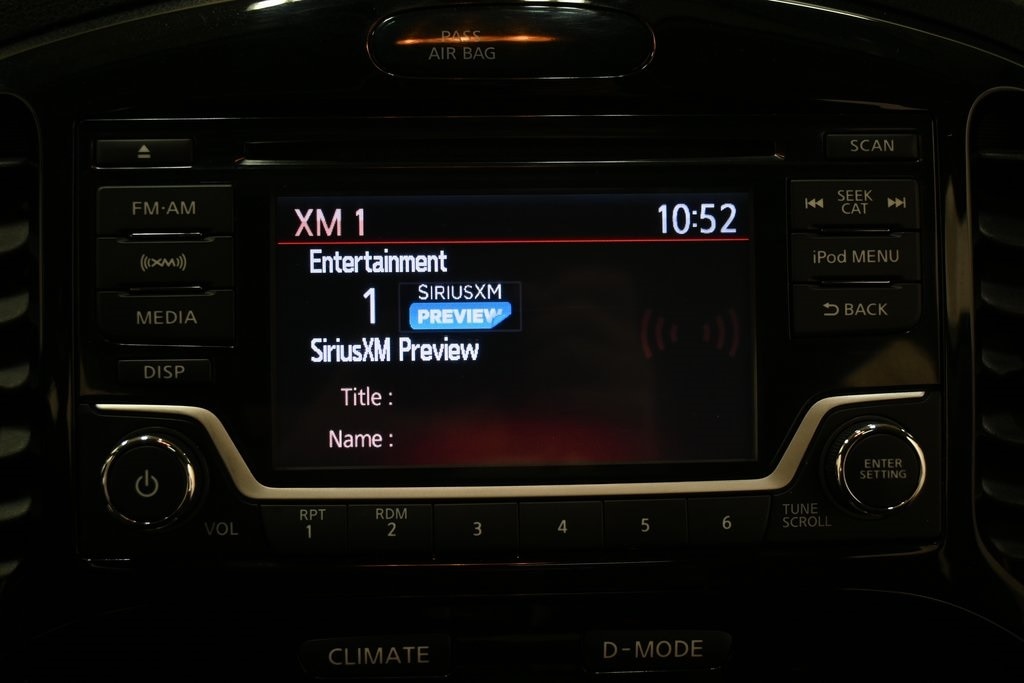 PASS
AIR BAG
SCAN
FM·AM
SEEK
CAT
XM
iPod MENU
MEDIA
BACK
DISP
XM 1 10:52
Entertainment
1 SIRIUSXM
PREVIEW
SiriusXM Preview
Title :
Name :
ENTER
SETTING
VOL
RPT
1
RDM
2
3
4
5
6
TUNE
SCROLL
CLIMATE
D-MODE